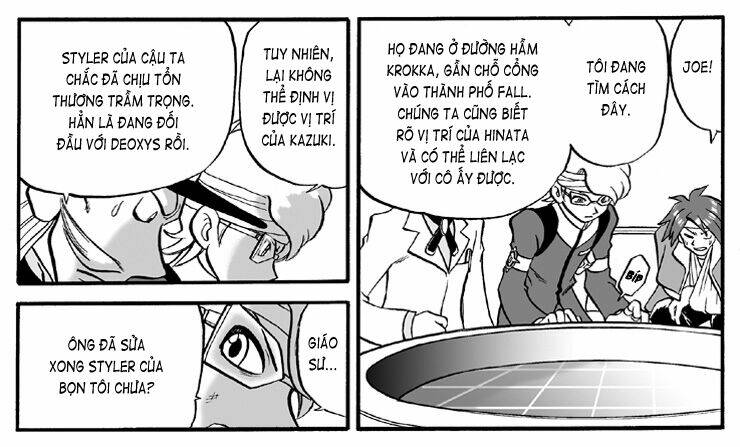 JOE!
TÔI ĐANG
TÌM CÁCH
ĐÂY.
HỌ ĐANG Ở ĐƯỜNG HẦM
KROKKA, GẦN CHỖ CỔNG
VÀO THÀNH PHỐ FALL.
CHÚNG TA CŨNG BIẾT
RÕ VỊ TRÍ CỦA HINATA
VÀ CÓ THỂ LIÊN LẠC
VỚI CÔ ẤY ĐƯỢC.
BÍP
TUY NHIÊN,
LẠI KHÔNG
THỂ ĐỊNH VỊ
ĐƯỢC VỊ TRÍ
CỦA KAZUKI.
STYLER CỦA CẬU TA
CHẮC ĐÃ CHỊU TỔN
THƯƠNG TRẦM TRỌNG.
HẲN LÀ ĐANG ĐỐI
ĐẦU VỚI DEOXYS RỒI.
GIÁO
SƯ...
ÔNG ĐÃ SỬA
XONG STYLER CỦA
BỌN TÔI CHƯA?